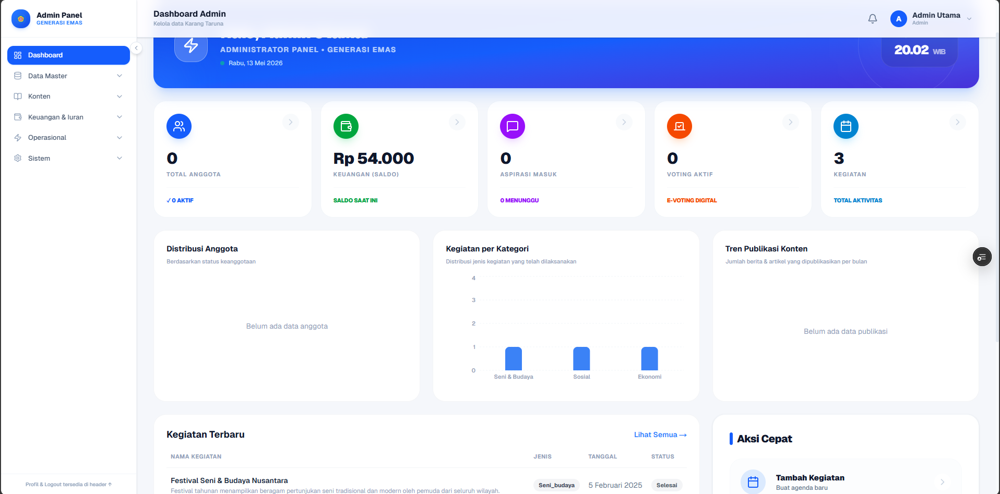 Admin Panel
GENERASI EMAS
Dashboard
Data Master
Konten
Keuangan & Iuran
Operasional
Sistem
Profil & Logout tersedia di header ↑
Dashboard Admin
Kelola data Karang Taruna
A
Admin Utama
Admin
ADMINISTRATOR PANEL • GENERASI EMAS
Rabu, 13 Mei 2026
20.02 WIB
0
TOTAL ANGGOTA
✓ 0 AKTIF
Rp 54.000
KEUANGAN (SALDO)
SALDO SAAT INI
0
ASPIRASI MASUK
0 MENUNGGU
0
VOTING AKTIF
E-VOTING DIGITAL
3
KEGIATAN
TOTAL AKTIVITAS
Distribusi Anggota
Berdasarkan status keanggotaan
Belum ada data anggota
Kegiatan per Kategori
Distribusi jenis kegiatan yang telah dilaksanakan
4
3
2
1
0
Seni & Budaya
Sosial
Ekonomi
Tren Publikasi Konten
Jumlah berita & artikel yang dipublikasikan per bulan
Belum ada data publikasi
Kegiatan Terbaru
Lihat Semua →
NAMA KEGIATAN JENIS TANGGAL STATUS
Festival Seni & Budaya Nusantara
Festival tahunan menampilkan beragam pertunjukan seni tradisional dan modern oleh pemuda dari seluruh wilayah.
Seni_budaya
5 Februari 2025
Selesai
Aksi Cepat
Tambah Kegiatan
Buat agenda baru